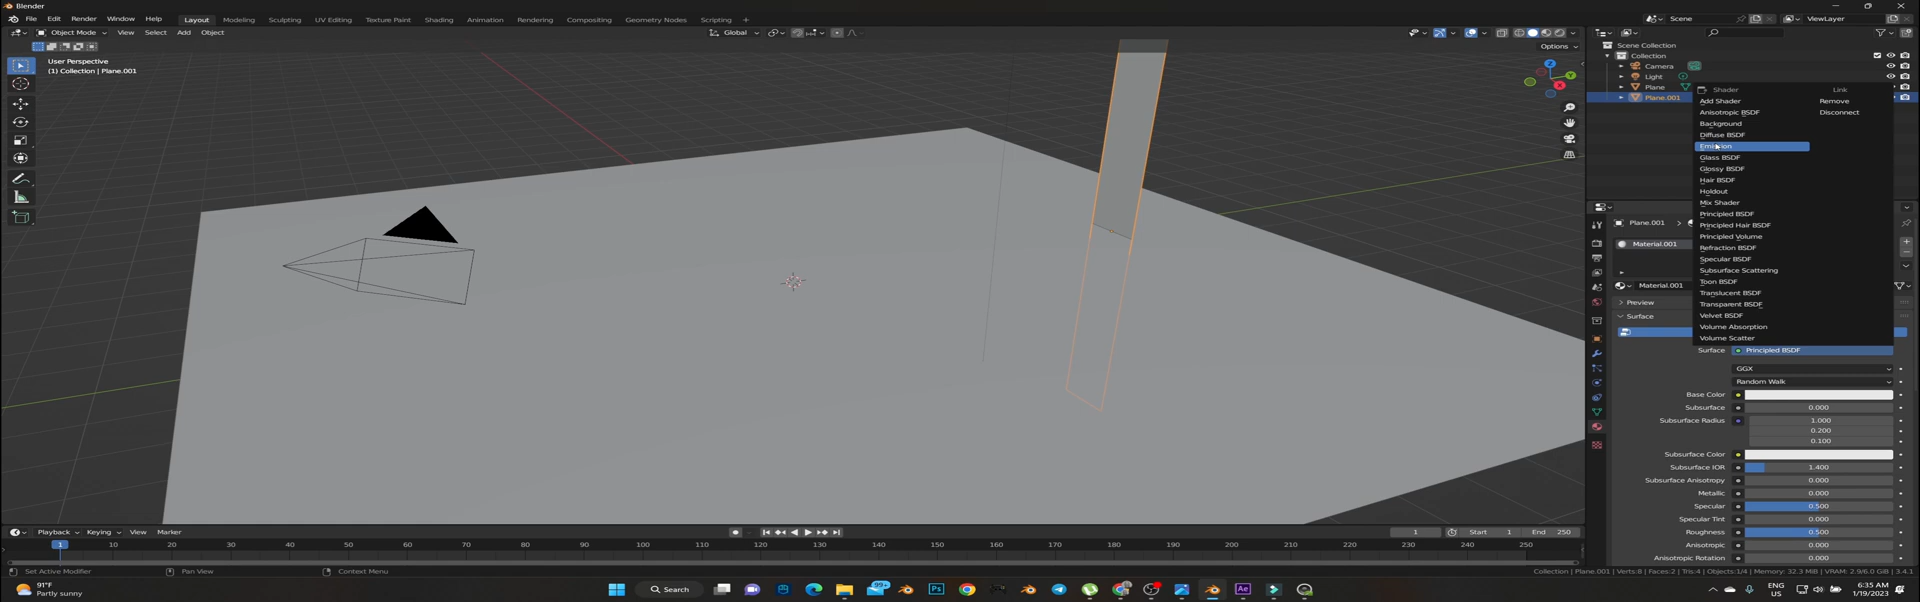 Blender
File Edit Render Window Help Layout Modeling Sculpting UV Editing Texture Paint Shading Animation Rendering Compositing Geometry Nodes Scripting + Scene ViewLayer
Object Mode View Select Add Object Global
Options
User Perspective
(1) Collection | Plane.001
Z
Y
X
Scene Collection
Collection
Camera
Light
Plane
Plane.001
Shader Link
Add Shader Remove
Anisotropic BSDF Disconnect
Background
Diffuse BSDF
Emission
Glass BSDF
Glossy BSDF
Hair BSDF
Holdout
Mix Shader
Principled BSDF
Principled Hair BSDF
Principled Volume
Refraction BSDF
Specular BSDF
Subsurface Scattering
Toon BSDF
Translucent BSDF
Transparent BSDF
Velvet BSDF
Volume Absorption
Volume Scatter
Plane.001 >
Material.001
Material.001
Preview
Surface
Surface Principled BSDF
GGX
Random Walk
Base Color
Subsurface 0.000
Subsurface Radius 1.000
0.200
0.100
Subsurface Color
Subsurface IOR 1.400
Subsurface Anisotropy 0.000
Metallic 0.000
Specular 0.500
Specular Tint 0.000
Roughness 0.500
Anisotropic 0.000
Anisotropic Rotation 0.000
Playback Keying View Marker 1 Start 1 End 250
1 10 20 30 40 50 60 70 80 90 100 110 120 130 140 150 160 170 180 190 200 210 220 230 240 250
Set Active Modifier Pan View Context Menu Collection | Plane.001 | Verts:8 | Faces:2 | Tris:4 | Objects:1/4 | Memory: 32.3 MiB | VRAM: 2.9/6.0 GiB | 3.4.1
91°F
Partly sunny
Search
99+
Ps
Ae
ENG
US
6:35 AM
1/19/2023